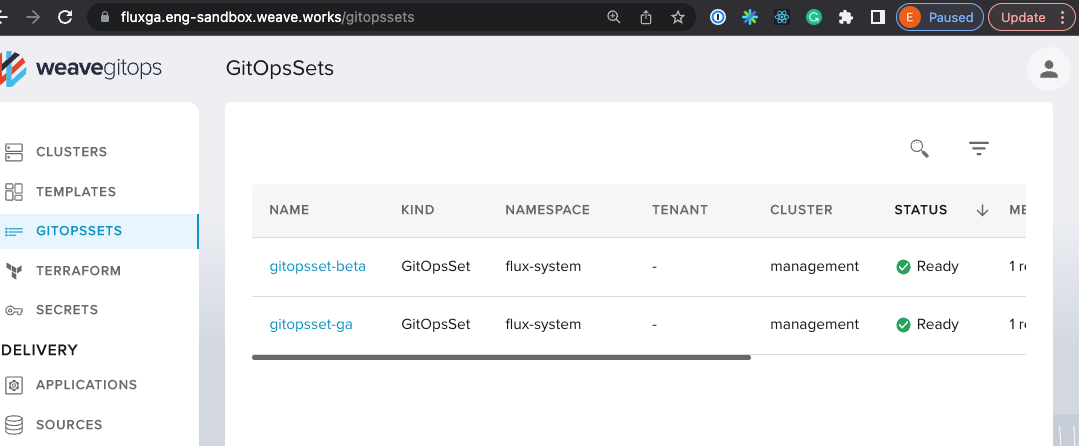 fluxga.eng-sandbox.weave.works/gitopssets
E Paused
Update
weavegitops
GitOpsSets
CLUSTERS
TEMPLATES
GITOPSSETS
TERRAFORM
SECRETS
DELIVERY
APPLICATIONS
SOURCES
NAME KIND NAMESPACE TENANT CLUSTER STATUS
gitopsset-beta GitOpsSet flux-system - management Ready 1
gitopsset-ga GitOpsSet flux-system - management Ready 1